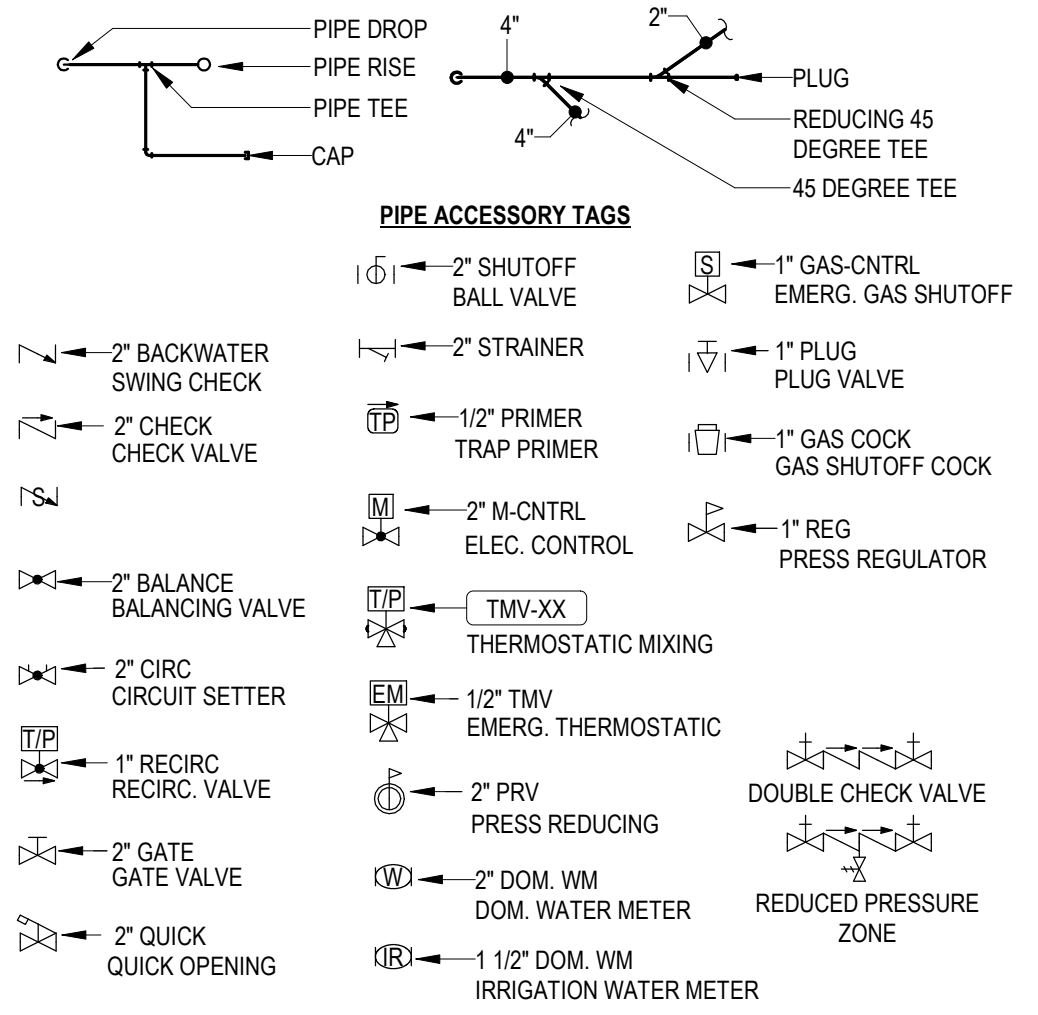 PIPE DROP
PIPE RISE
PIPE TEE
CAP
4"
2"
4"
PLUG
REDUCING 45
DEGREE TEE
45 DEGREE TEE
PIPE ACCESSORY TAGS
2" BACKWATER
SWING CHECK
2" CHECK
CHECK VALVE
S
2" BALANCE
BALANCING VALVE
2" CIRC
CIRCUIT SETTER
T/P
1" RECIRC
RECIRC. VALVE
2" GATE
GATE VALVE
2" QUICK
QUICK OPENING
2" SHUTOFF
BALL VALVE
2" STRAINER
TP
1/2" PRIMER
TRAP PRIMER
M
2" M-CNTRL
ELEC. CONTROL
T/P
TMV-XX
THERMOSTATIC MIXING
EM
1/2" TMV
EMERG. THERMOSTATIC
2" PRV
PRESS REDUCING
W
2" DOM. WM
DOM. WATER METER
IR
1 1/2" DOM. WM
IRRIGATION WATER METER
S
1" GAS-CNTRL
EMERG. GAS SHUTOFF
1" PLUG
PLUG VALVE
1" GAS COCK
GAS SHUTOFF COCK
1" REG
PRESS REGULATOR
DOUBLE CHECK VALVE
REDUCED PRESSURE
ZONE